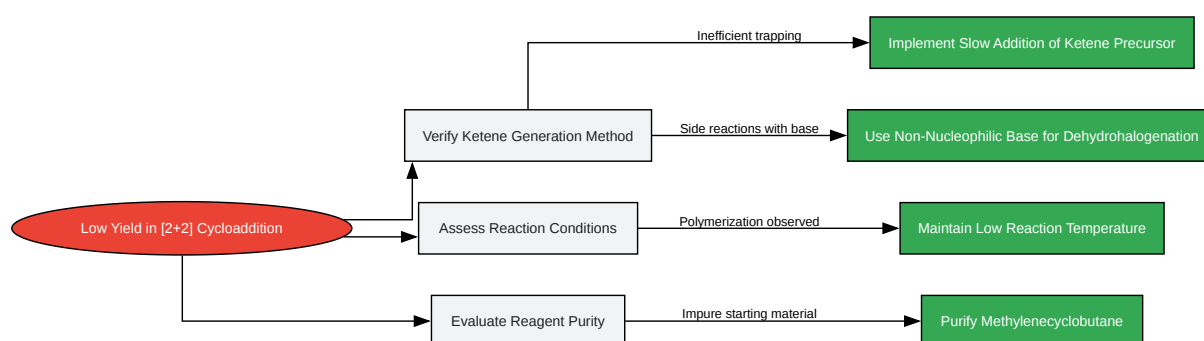 Inefficient trapping
Implement Slow Addition of Ketene Precursor
Verify Ketene Generation Method
Side reactions with base
Use Non-Nucleophilic Base for Dehydrohalogenation
Low Yield in [2+2] Cycloaddition
Assess Reaction Conditions
Polymerization observed
Maintain Low Reaction Temperature
Evaluate Reagent Purity
Impure starting material
Purify Methylenecyclobutane